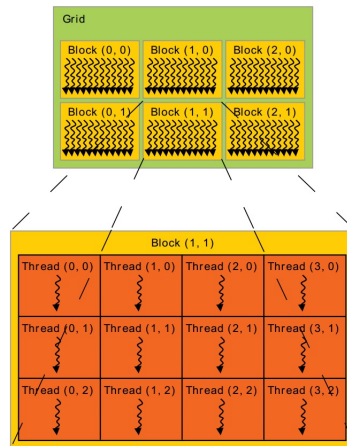 Grid
Block (0, 0) Block (1, 0) Block (2, 0)
Block (0, 1) Block (1, 1) Block (2, 1)
Block (1, 1)
Thread (0, 0) Thread (1, 0) Thread (2, 0) Thread (3, 0)
Thread (0, 1) Thread (1, 1) Thread (2, 1) Thread (3, 1)
Thread (0, 2) Thread (1, 2) Thread (2, 2) Thread (3, 2)